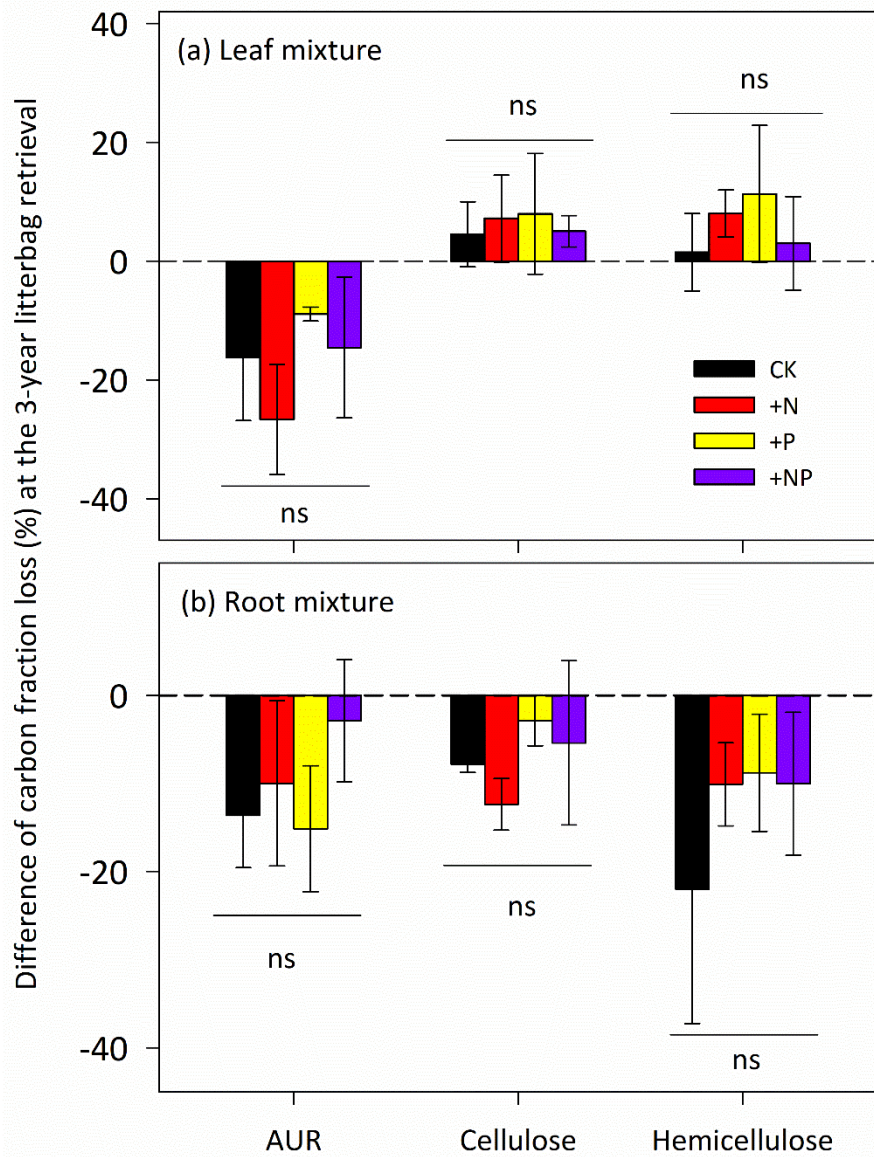 Difference of carbon fraction loss (%) at the 3-year litterbag retrieval
(a) Leaf mixture
40
20
0
-20
-40
ns
ns
ns
CK
+N
+P
+NP
(b) Root mixture
0
-20
-40
ns
ns
ns
AUR
Cellulose
Hemicellulose